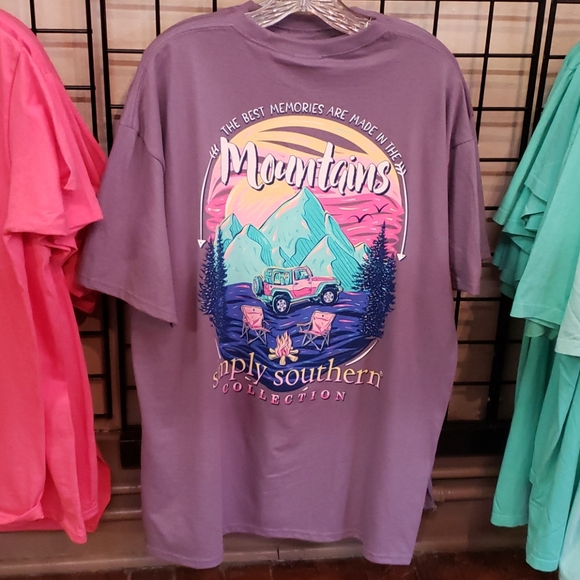 THE BEST MEMORIES ARE MADE IN THE
Mountains
simply southern®
COLLECTION